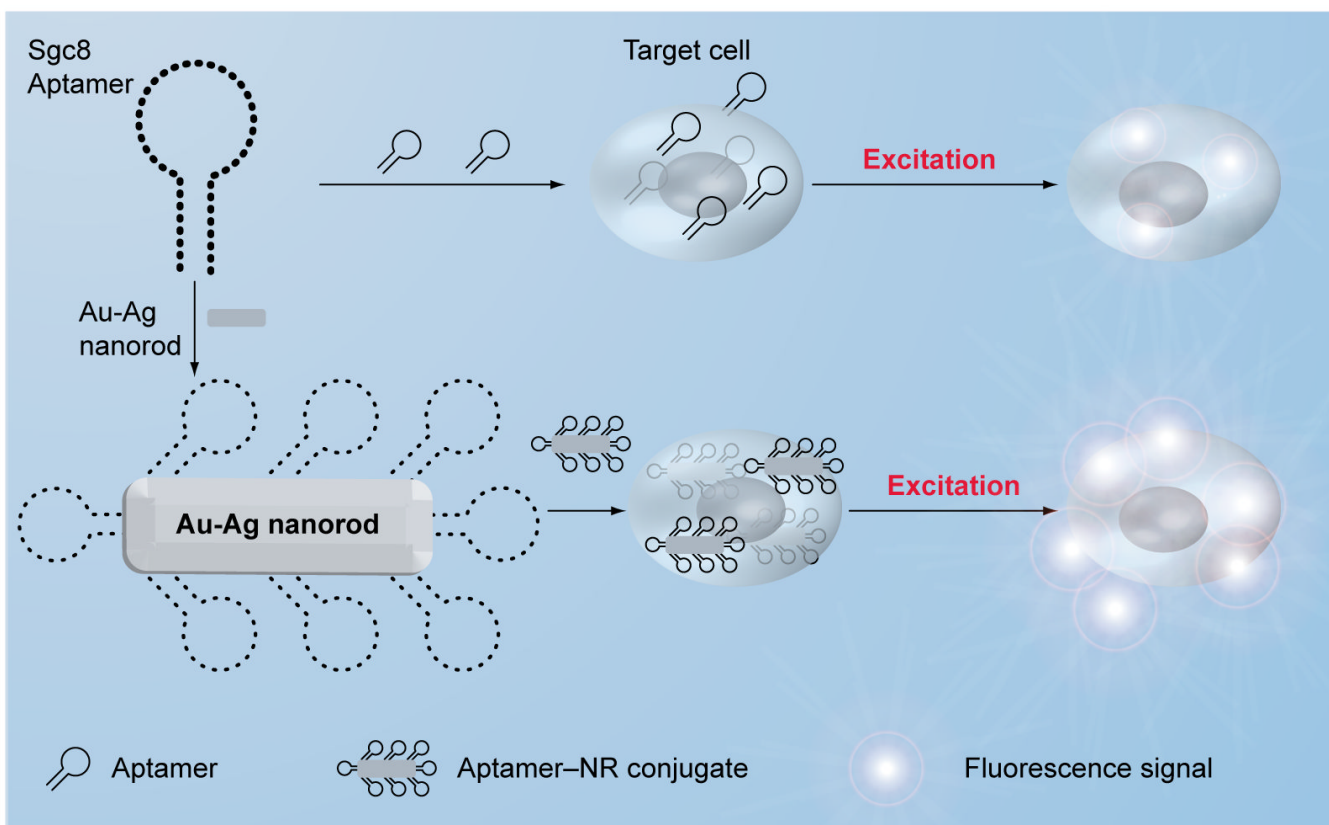 Sgc8
Aptamer
Target cell
Excitation
Au-Ag
nanorod
Au-Ag nanorod
Excitation
Aptamer
Aptamer–NR conjugate
Fluorescence signal